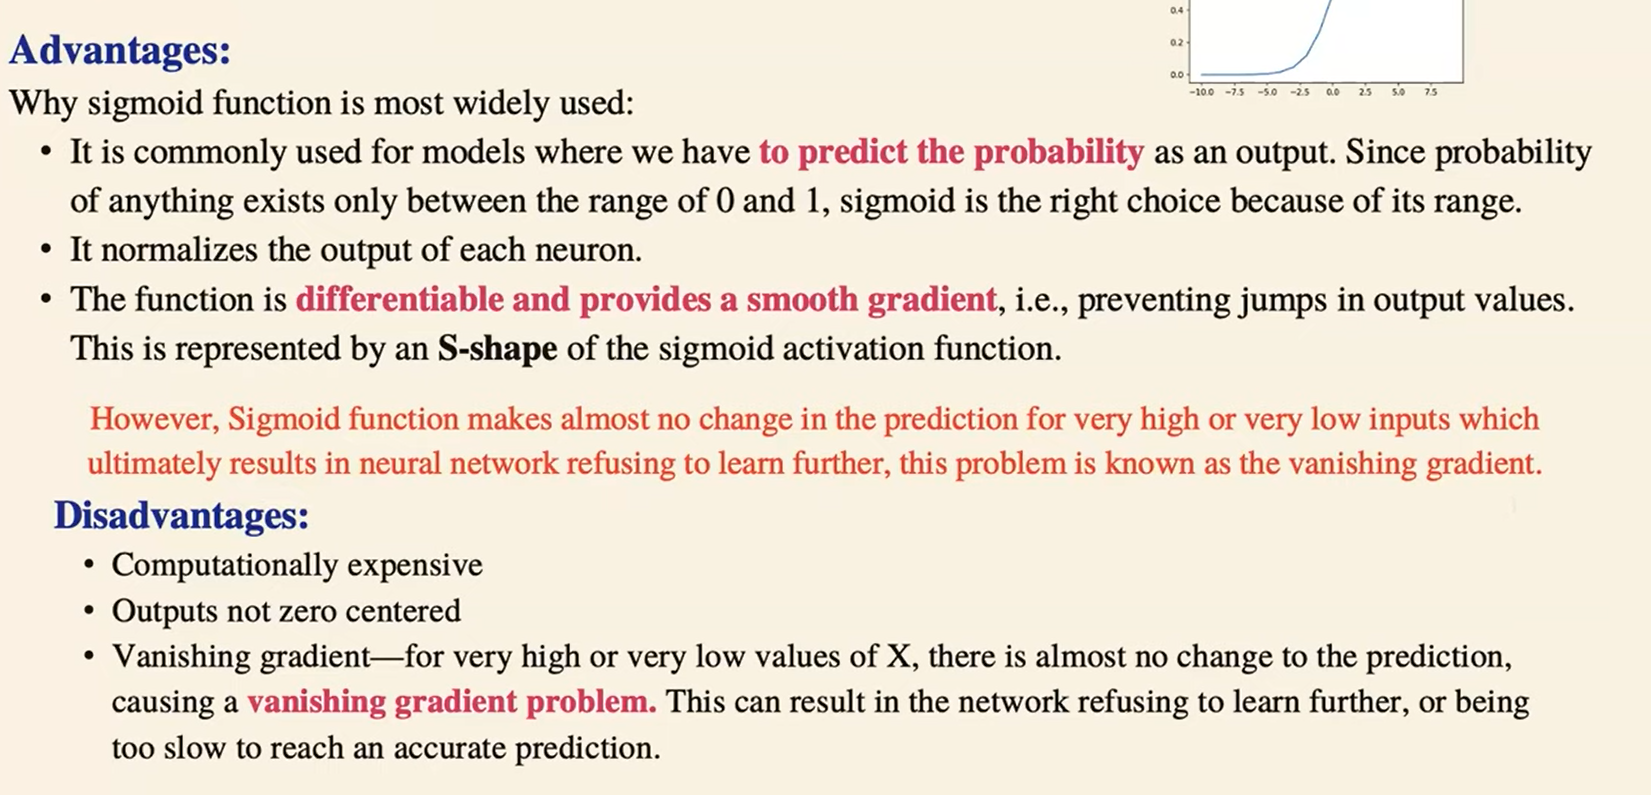 0.4
0.2
0.0
−10.0 −7.5 −5.0 −2.5 0.0 2.5 5.0 7.5
Advantages:
Why sigmoid function is most widely used:
• It is commonly used for models where we have to predict the probability as an output. Since probability
of anything exists only between the range of 0 and 1, sigmoid is the right choice because of its range.
• It normalizes the output of each neuron.
• The function is differentiable and provides a smooth gradient, i.e., preventing jumps in output values.
This is represented by an S-shape of the sigmoid activation function.
However, Sigmoid function makes almost no change in the prediction for very high or very low inputs which
ultimately results in neural network refusing to learn further, this problem is known as the vanishing gradient.
Disadvantages:
• Computationally expensive
• Outputs not zero centered
• Vanishing gradient—for very high or very low values of X, there is almost no change to the prediction,
causing a vanishing gradient problem. This can result in the network refusing to learn further, or being
too slow to reach an accurate prediction.